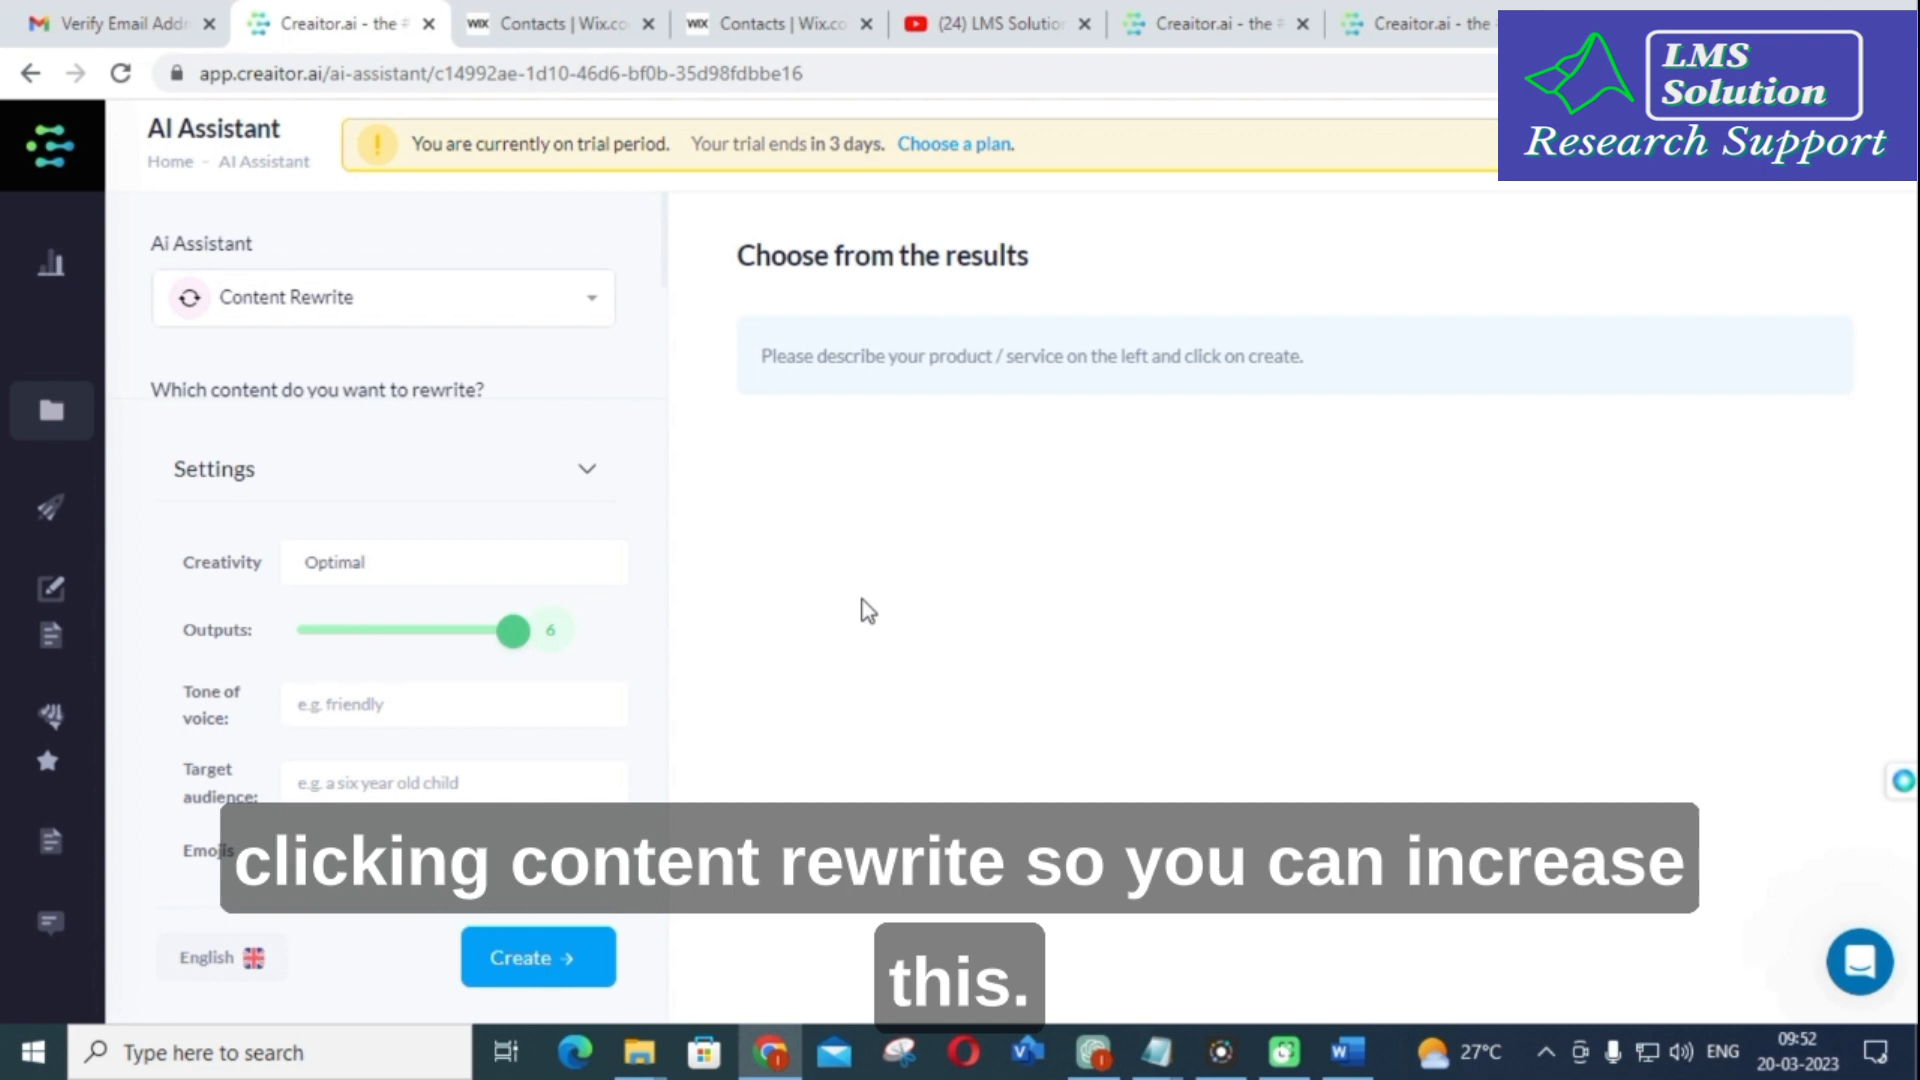 Verify Email Addr
Creaitor.ai - the #
WIX Contacts | Wix.co
WIX Contacts | Wix.co
(24) LMS Solution
Creaitor.ai - the #
Creaitor.ai - the
app.creaitor.ai/ai-assistant/c14992ae-1d10-46d6-bf0b-35d98fdbbe16
LMS
Solution
Research Support
AI Assistant
Home - AI Assistant
! You are currently on trial period. Your trial ends in 3 days. Choose a plan.
Ai Assistant
Content Rewrite
Which content do you want to rewrite?
Settings
Creativity Optimal
Outputs: 6
Tone of
voice:
e.g. friendly
Target
audience:
e.g. a six year old child
Emojis
English
Create →
Choose from the results
Please describe your product / service on the left and click on create.
clicking content rewrite so you can increase
this.
Type here to search
27°C
ENG
09:52
20-03-2023